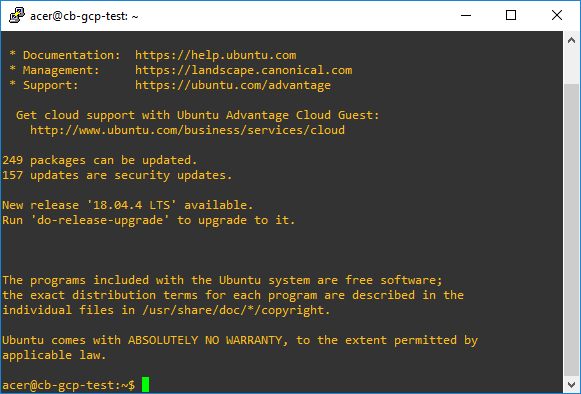 acer@cb-gcp-test: ~
* Documentation:  https://help.ubuntu.com
* Management:     https://landscape.canonical.com
* Support:        https://ubuntu.com/advantage
Get cloud support with Ubuntu Advantage Cloud Guest:
http://www.ubuntu.com/business/services/cloud
249 packages can be updated.
157 updates are security updates.
New release '18.04.4 LTS' available.
Run 'do-release-upgrade' to upgrade to it.
The programs included with the Ubuntu system are free software;
the exact distribution terms for each program are described in the
individual files in /usr/share/doc/*/copyright.
Ubuntu comes with ABSOLUTELY NO WARRANTY, to the extent permitted by
applicable law.
acer@cb-gcp-test:~$